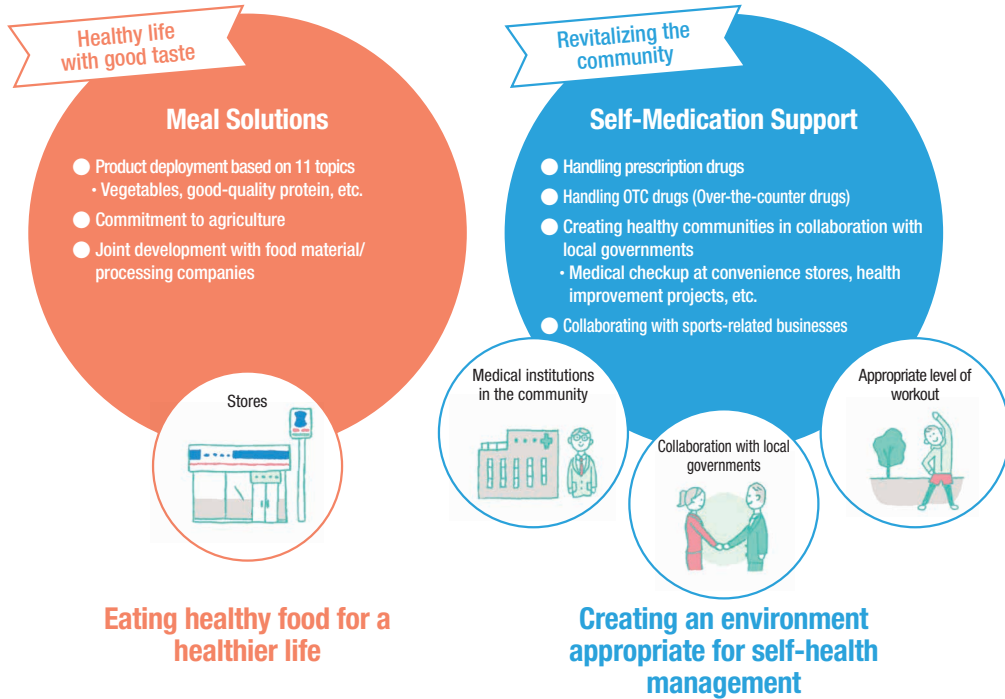 Healthy life
with good taste
Meal Solutions
Product deployment based on 11 topics
・Vegetables, good-quality protein, etc.
Commitment to agriculture
Joint development with food material/
processing companies
Stores
Eating healthy food for a
healthier life
Revitalizing the
community
Self-Medication Support
Handling prescription drugs
Handling OTC drugs (Over-the-counter drugs)
Creating healthy communities in collaboration with
local governments
・Medical checkup at convenience stores, health
improvement projects, etc.
Collaborating with sports-related businesses
Medical institutions
in the community
Collaboration with local
governments
Appropriate level of
workout
Creating an environment
appropriate for self-health
management